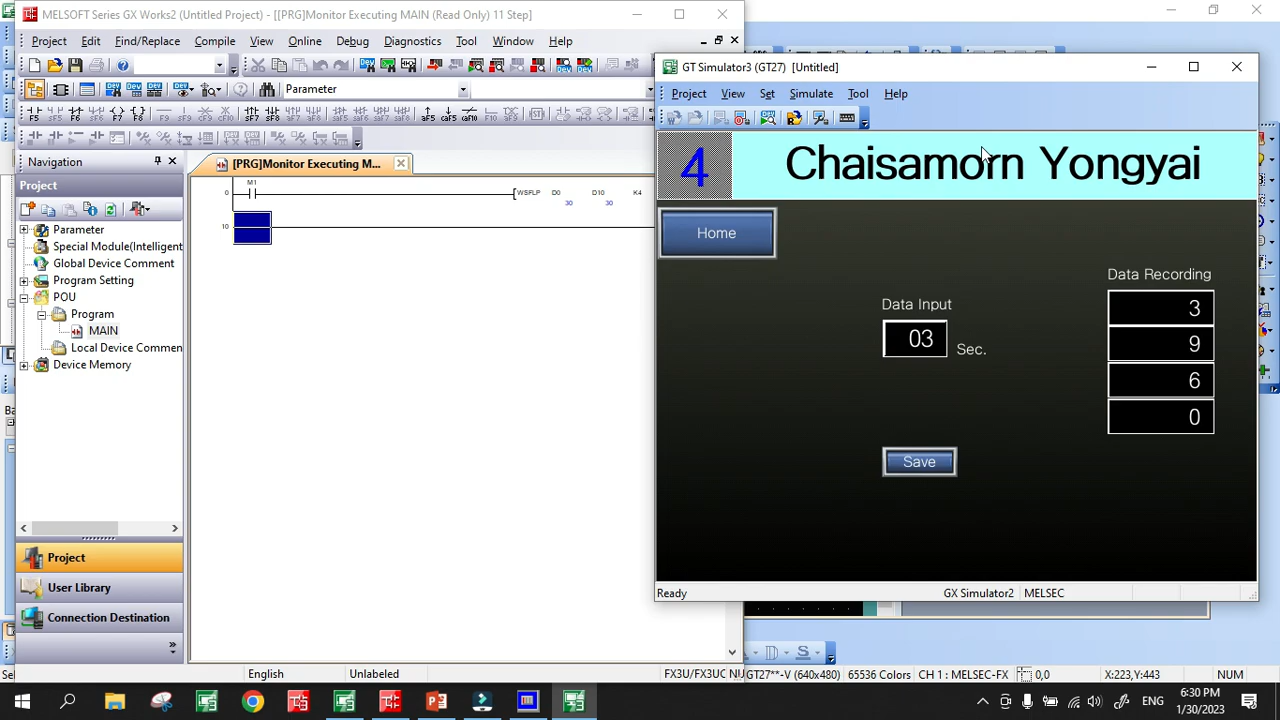 MELSOFT Series GX Works2 (Untitled Project) - [[PRG]Monitor Executing MAIN (Read Only) 11 Step]
Project Edit Find/Replace Compile View Online Debug Diagnostics Tool Window Help
Parameter
Navigation
Project
Parameter
Special Module(Intelligent
Global Device Comment
Program Setting
POU
Program
MAIN
Local Device Commen
Device Memory
Project
User Library
Connection Destination
[PRG]Monitor Executing M...
M1
0 WSFLP D0 D10 K4
30 30
10
English Unlabeled FX3U/FX3UC
GT Simulator3 (GT27) [Untitled]
Project View Set Simulate Tool Help
4 Chaisamorn Yongyai
Home
Data Recording
3
9
6
0
Data Input
03 Sec.
Save
Ready GX Simulator2 MELSEC
GT27**-V (640x480) 65536 Colors CH 1 : MELSEC-FX 0,0 X:223,Y:443 NUM
ENG
6:30 PM
1/30/2023